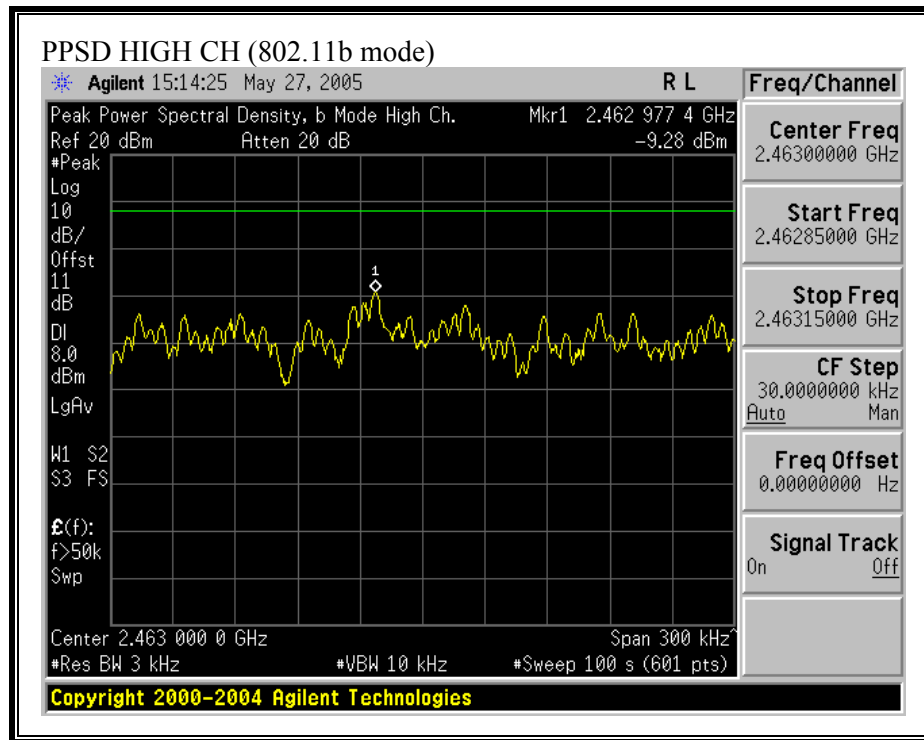 PPSD HIGH CH (802.11b mode)
Agilent 15:14:25 May 27, 2005 R L
Peak Power Spectral Density, b Mode High Ch. Mkr1 2.462 977 4 GHz
Ref 20 dBm Atten 20 dB -9.28 dBm
#Peak
Log
10
dB/
Offst
11
dB
DI
8.0
dBm
LgAv
W1 S2
S3 FS
£(f):
f>50k
Swp
1
Center 2.463 000 0 GHz Span 300 kHz^
#Res BW 3 kHz #VBW 10 kHz #Sweep 100 s (601 pts)
Copyright 2000-2004 Agilent Technologies
Freq/Channel
Center Freq
2.46300000 GHz
Start Freq
2.46285000 GHz
Stop Freq
2.46315000 GHz
CF Step
30.0000000 kHz
Auto Man
Freq Offset
0.00000000 Hz
Signal Track
On Off